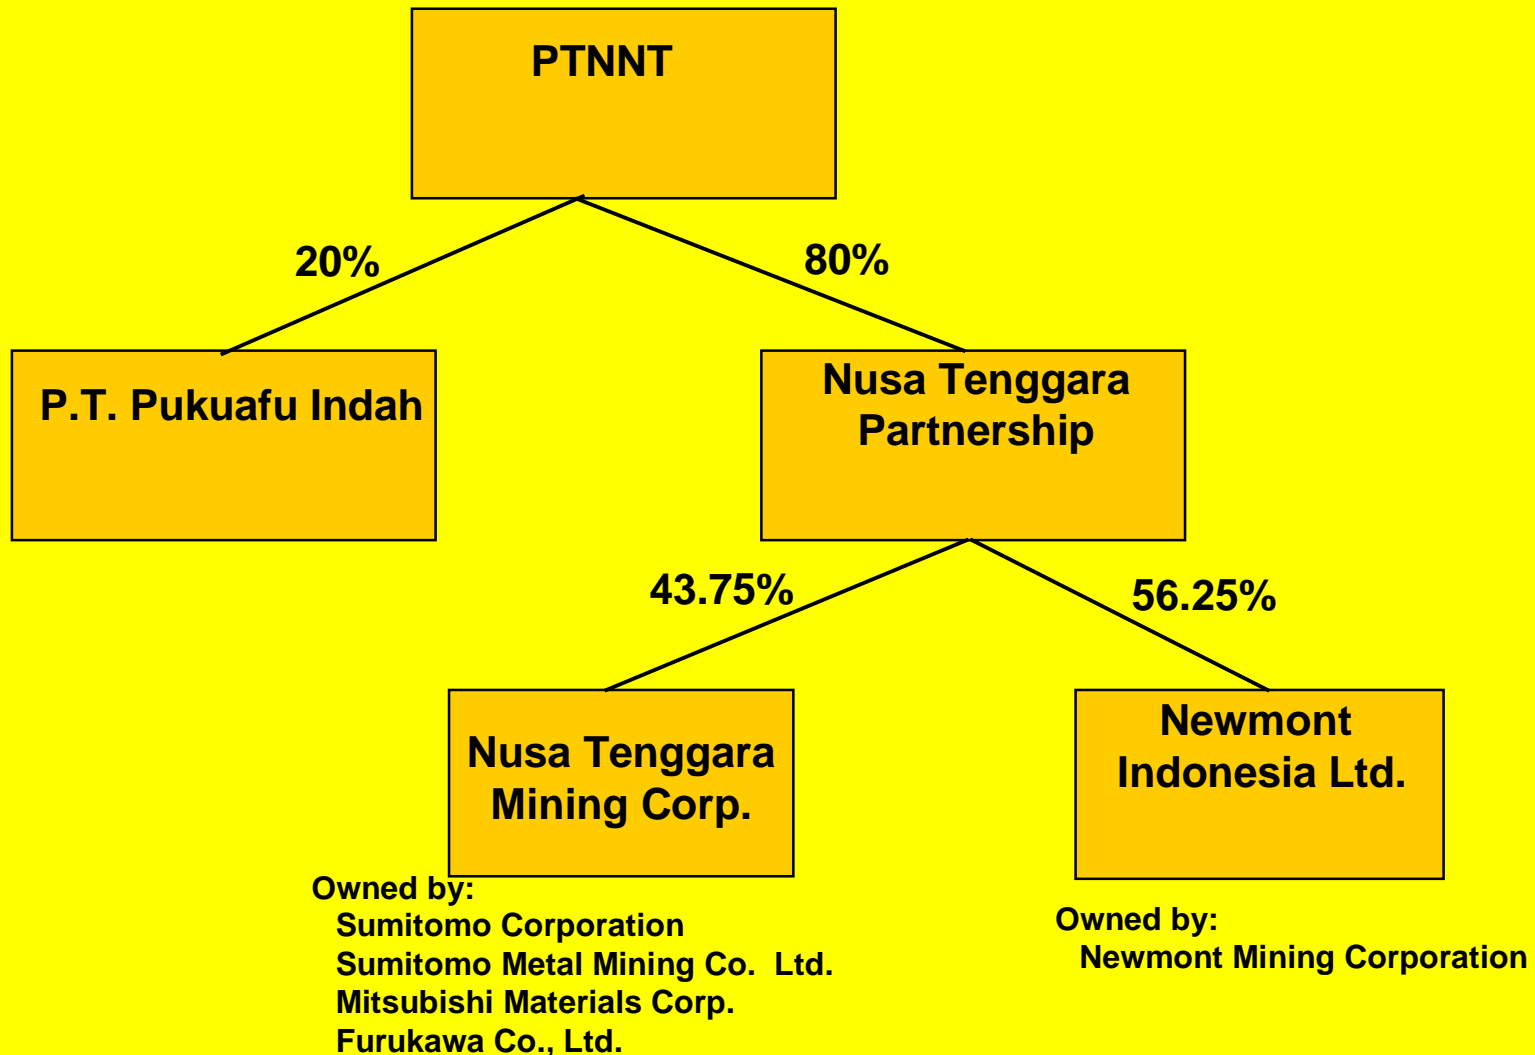 PTNNT
20%
80%
P.T. Pukuafu Indah
Nusa Tenggara
Partnership
43.75%
56.25%
Nusa Tenggara
Mining Corp.
Newmont
Indonesia Ltd.
Owned by:
Sumitomo Corporation
Sumitomo Metal Mining Co. Ltd.
Mitsubishi Materials Corp.
Furukawa Co., Ltd.
Owned by:
Newmont Mining Corporation